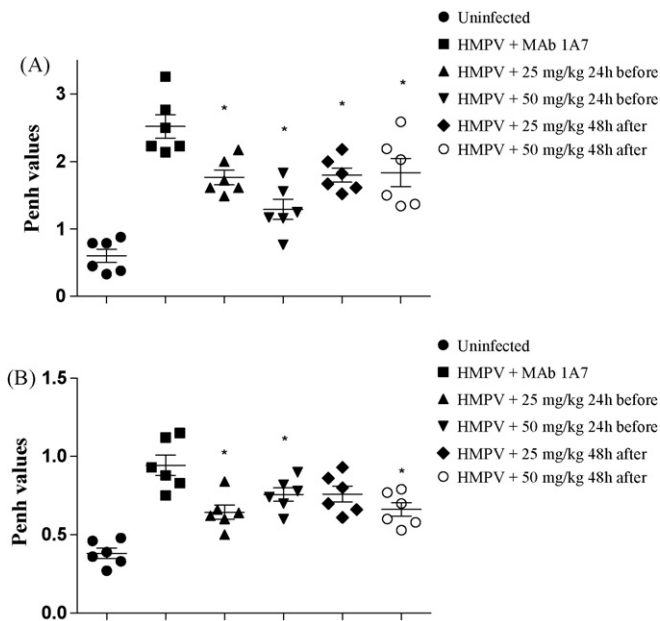 (A)
Penh values
3
2
1
0
*
*
*
*
● Uninfected
■ HMPV + MAb 1A7
▲ HMPV + 25 mg/kg 24h before
▼ HMPV + 50 mg/kg 24h before
◆ HMPV + 25 mg/kg 48h after
○ HMPV + 50 mg/kg 48h after
(B)
Penh values
1.5
1.0
0.5
0.0
*
*
*
● Uninfected
■ HMPV + MAb 1A7
▲ HMPV + 25 mg/kg 24h before
▼ HMPV + 50 mg/kg 24h before
◆ HMPV + 25 mg/kg 48h after
○ HMPV + 50 mg/kg 48h after